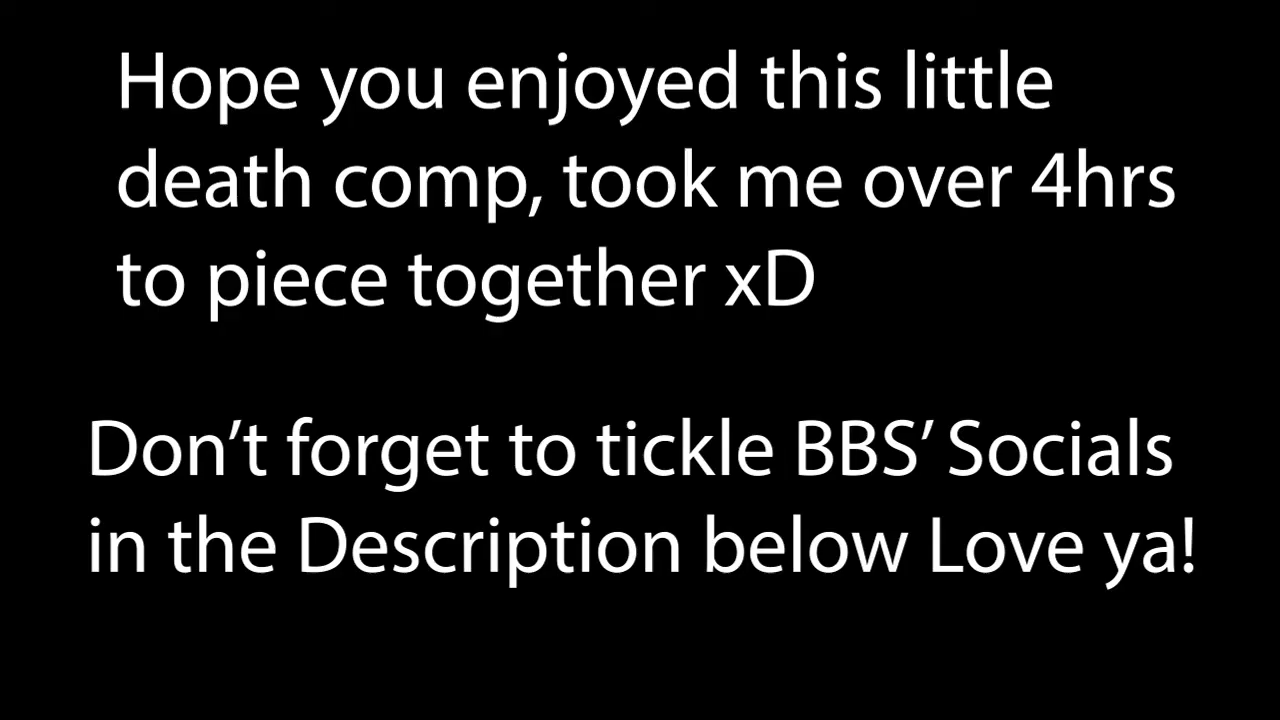 Hope you enjoyed this little
death comp, took me over 4hrs
to piece together xD
Don’t forget to tickle BBS’ Socials
in the Description below Love ya!